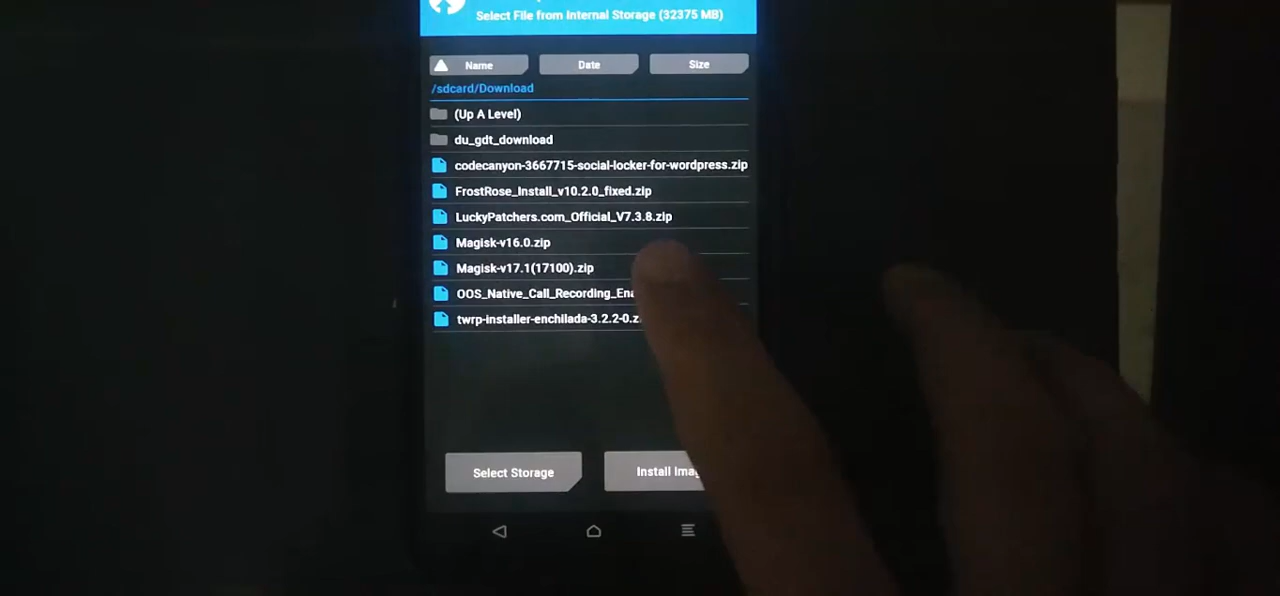 Select File from Internal Storage (32375 MB)
Name Date Size
/sdcard/Download
(Up A Level)
du_gdt_download
codecanyon-3667715-social-locker-for-wordpress.zip
FrostRose_Install_v10.2.0_fixed.zip
LuckyPatchers.com_Official_V7.3.8.zip
Magisk-v16.0.zip
Magisk-v17.1(17100).zip
OOS_Native_Call_Recording_Ena
twrp-installer-enchilada-3.2.2-0.z
Select Storage Install Imag